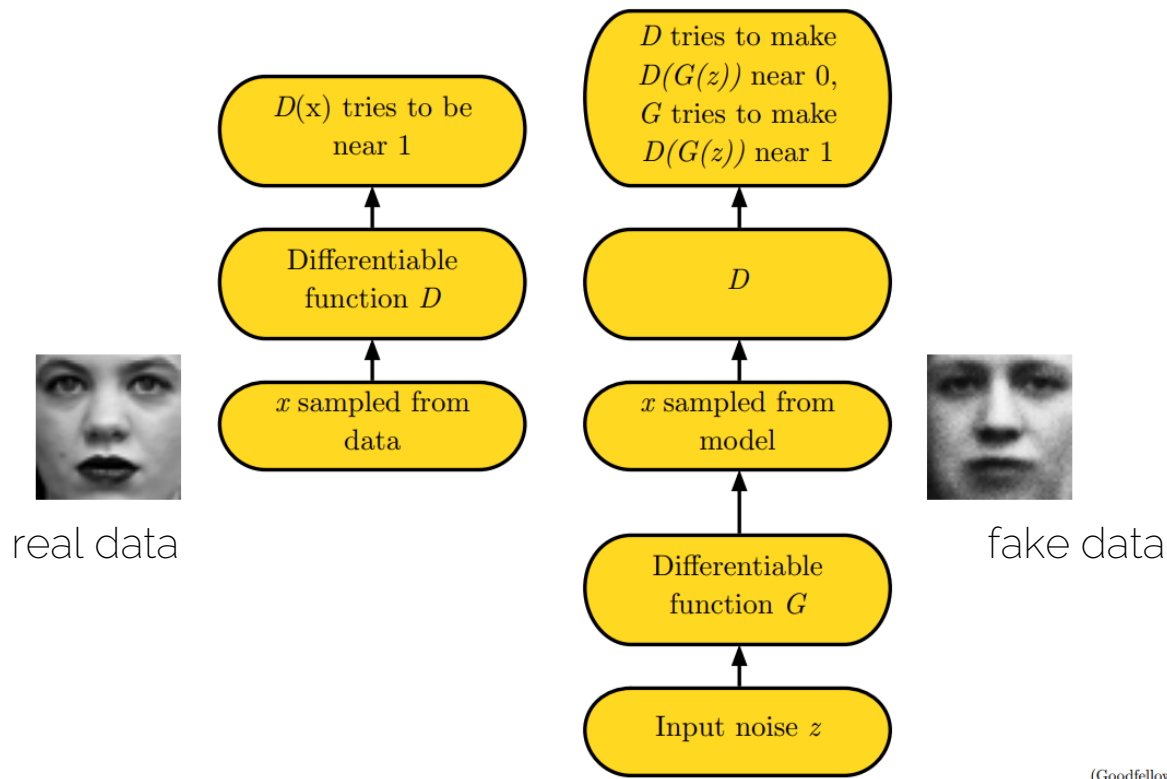 D(x) tries to be
near 1
Differentiable
function D
x sampled from
data
real data
D tries to make
D(G(z)) near 0,
G tries to make
D(G(z)) near 1
D
x sampled from
model
Differentiable
function G
Input noise z
fake data
(Goodfellow